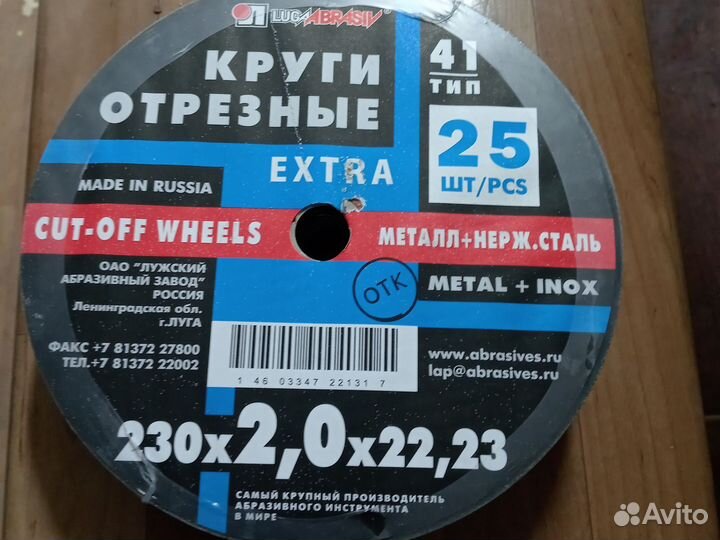 LUGAABRASIV
КРУГИ
ОТРЕЗНЫЕ
41
ТИП
25
ШТ/PCS
EXTRA
MADE IN RUSSIA
CUT-OFF WHEELS
МЕТАЛЛ+НЕРЖ.СТАЛЬ
ОАО "ЛУЖСКИЙ
АБРАЗИВНЫЙ ЗАВОД"
РОССИЯ
Ленинградская обл.
г.ЛУГА
ОТК
METAL + INOX
ФАКС +7 81372 27800
ТЕЛ.+7 81372 22002
www.abrasives.ru
lap@abrasives.ru
1 46 03347 22131 7
230x2,0x22,23
САМЫЙ КРУПНЫЙ ПРОИЗВОДИТЕЛЬ
АБРАЗИВНОГО ИНСТРУМЕНТА
В МИРЕ
Avito